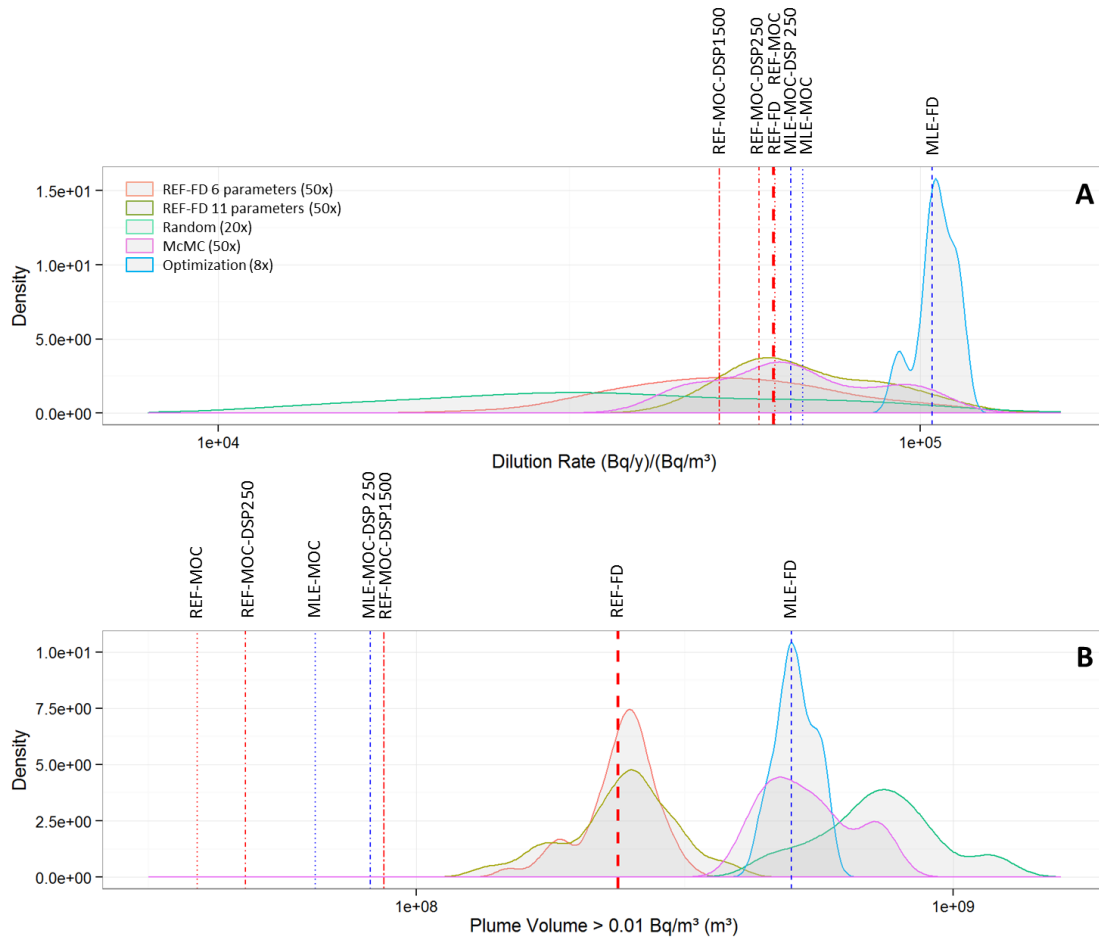 REF-MOC-DSP1500
REF-MOC-DSP250
REF-FD REF-MOC
MLE-MOC-DSP 250
MLE-MOC
MLE-FD
A
REF-FD 6 parameters (50x)
REF-FD 11 parameters (50x)
Random (20x)
McMC (50x)
Optimization (8x)
1.5e+01
1.0e+01
5.0e+00
0.0e+00
Density
1e+04
1e+05
Dilution Rate (Bq/y)/(Bq/m³)
REF-MOC
REF-MOC-DSP250
MLE-MOC
MLE-MOC-DSP 250
REF-MOC-DSP1500
REF-FD
MLE-FD
B
1.0e+01
7.5e+00
5.0e+00
2.5e+00
0.0e+00
Density
1e+08
1e+09
Plume Volume > 0.01 Bq/m³ (m³)